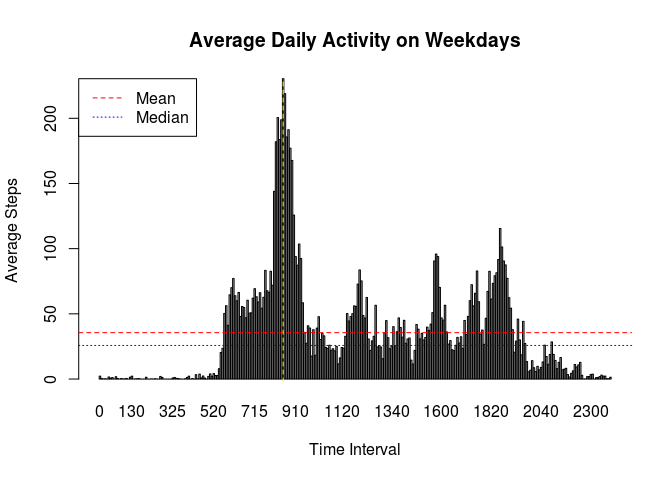 Average Daily Activity on Weekdays
Mean
Median
Average Steps
200
150
100
50
0
0 130 325 520 715 910 1120 1340 1600 1820 2040 2300
Time Interval